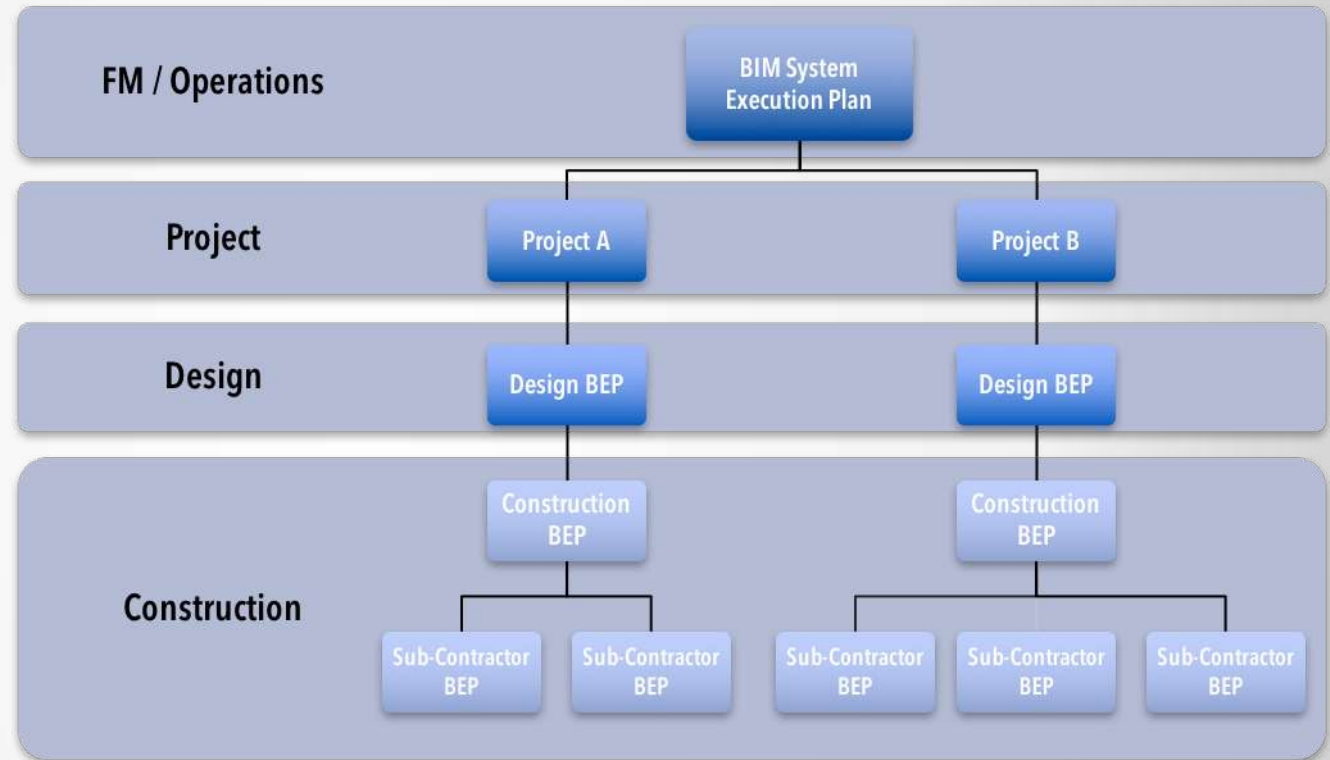 FM / Operations
BIM System
Execution Plan
Project
Project A
Project B
Design
Design BEP
Design BEP
Construction
BEP
Construction
BEP
Construction
Sub-Contractor
BEP
Sub-Contractor
BEP
Sub-Contractor
BEP
Sub-Contractor
BEP
Sub-Contractor
BEP